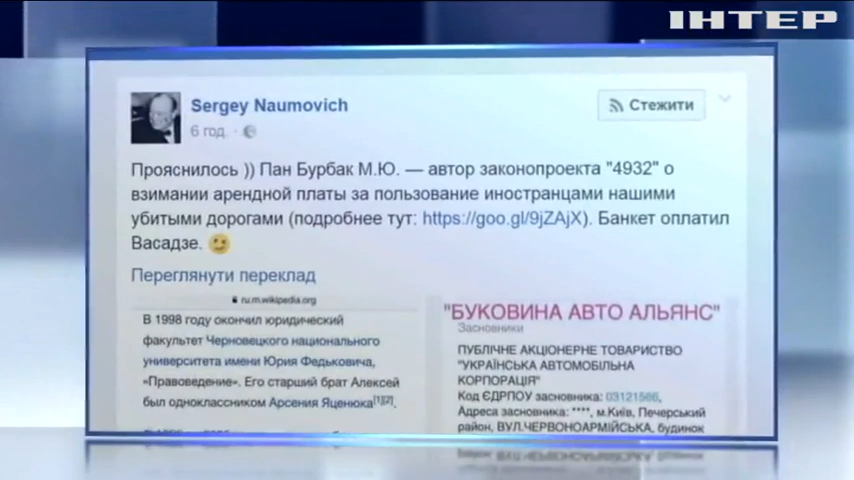 ІНТЕР
Sergey Naumovich
Стежити
6 год. ·
Прояснилось )) Пан Бурбак М.Ю. — автор законопроекта "4932" о
взимании арендной платы за пользование иностранцами нашими
убитыми дорогами (подробнее тут: https://goo.gl/9jZAjX). Банкет оплатил
Васадзе.
Переглянути переклад
ru.m.wikipedia.org
В 1998 году окончил юридический
факультет Черновецкого национального
университета имени Юрия Федьковича,
«Правоведение». Его старший брат Алексей
был одноклассником Арсения Яценюка[1][2].
"БУКОВИНА АВТО АЛЬЯНС"
Засновники
ПУБЛІЧНЕ АКЦІОНЕРНЕ ТОВАРИСТВО
"УКРАЇНСЬКА АВТОМОБІЛЬНА
КОРПОРАЦІЯ"
Код ЄДРПОУ засновника: 03121566,
Адреса засновника: ****, м.Київ, Печерський
район, ВУЛ.ЧЕРВОНОАРМІЙСЬКА, будинок